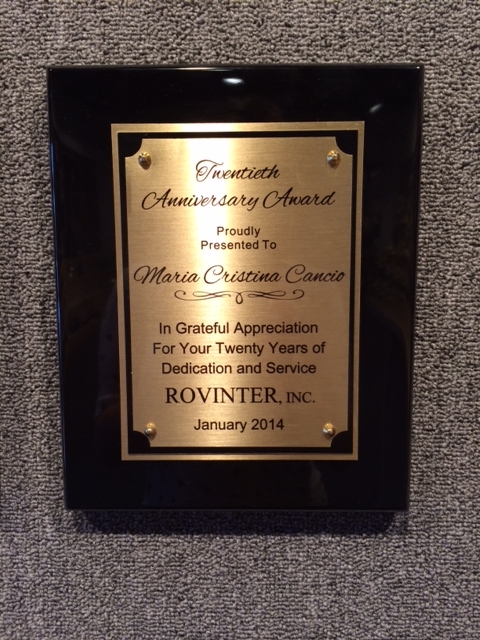 Twentieth
Anniversary Award
Proudly
Presented To
Maria Cristina Cancio
In Grateful Appreciation
For Your Twenty Years of
Dedication and Service
ROVINTER, INC.
January 2014